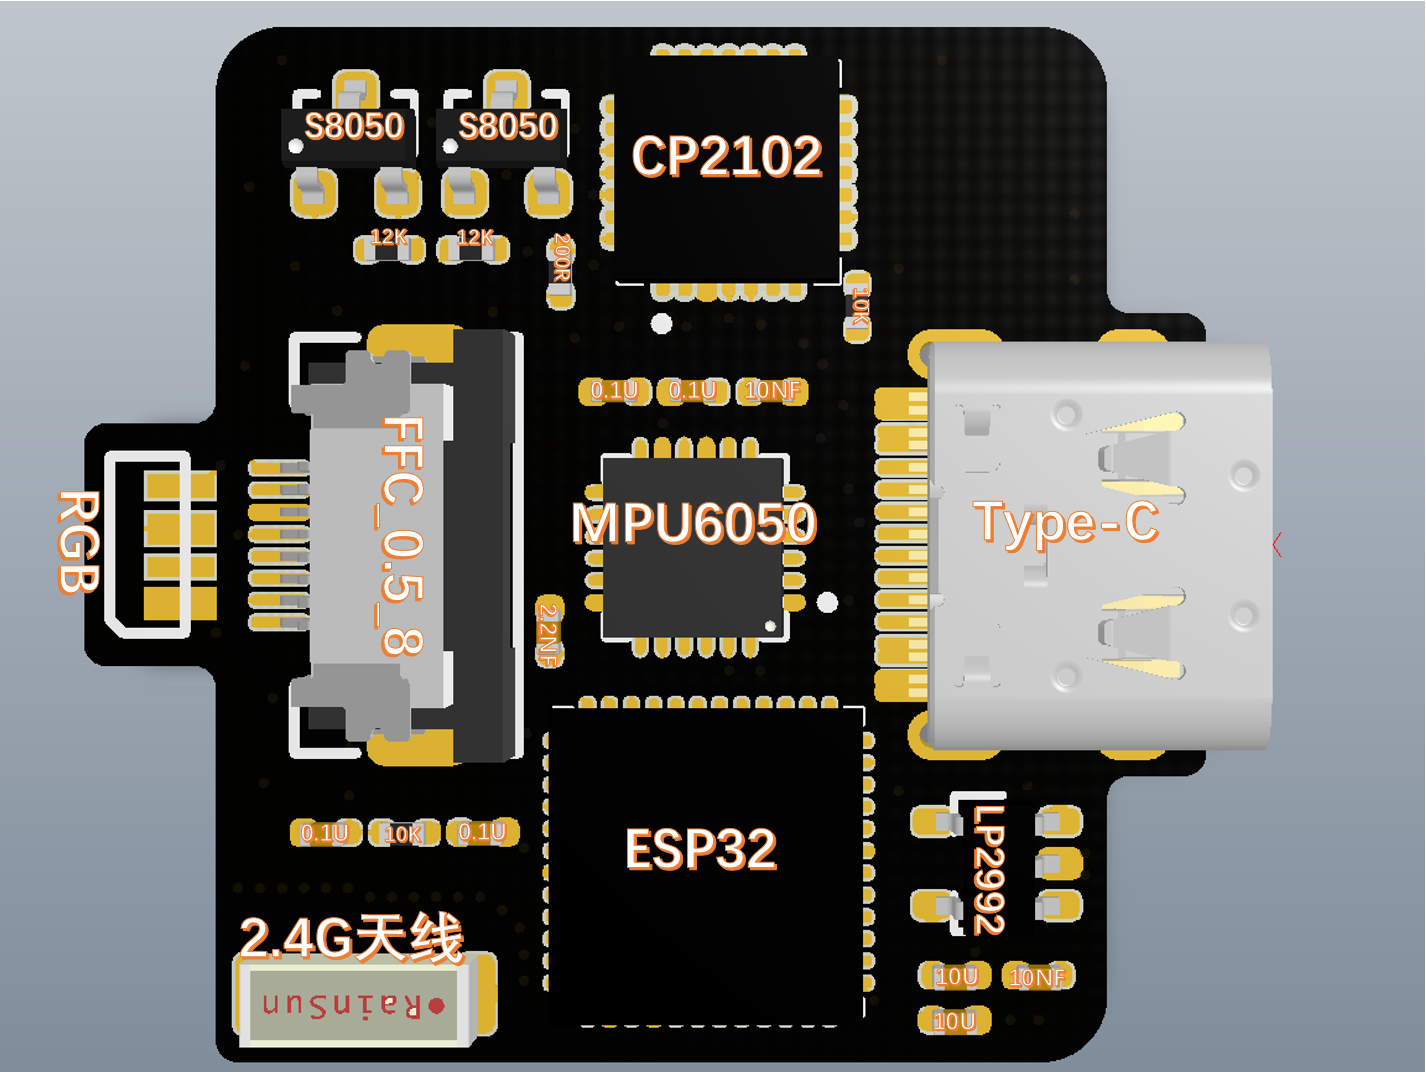 S8050
S8050
CP2102
12K
12K
200R
10K
0.1U
0.1U
10NF
RGB
FFC_0.5_8
MPU6050
Type-C
2.2NF
0.1U
10K
0.1U
ESP32
LP2992
2.4G天线
RainSun
10U
10NF
10U